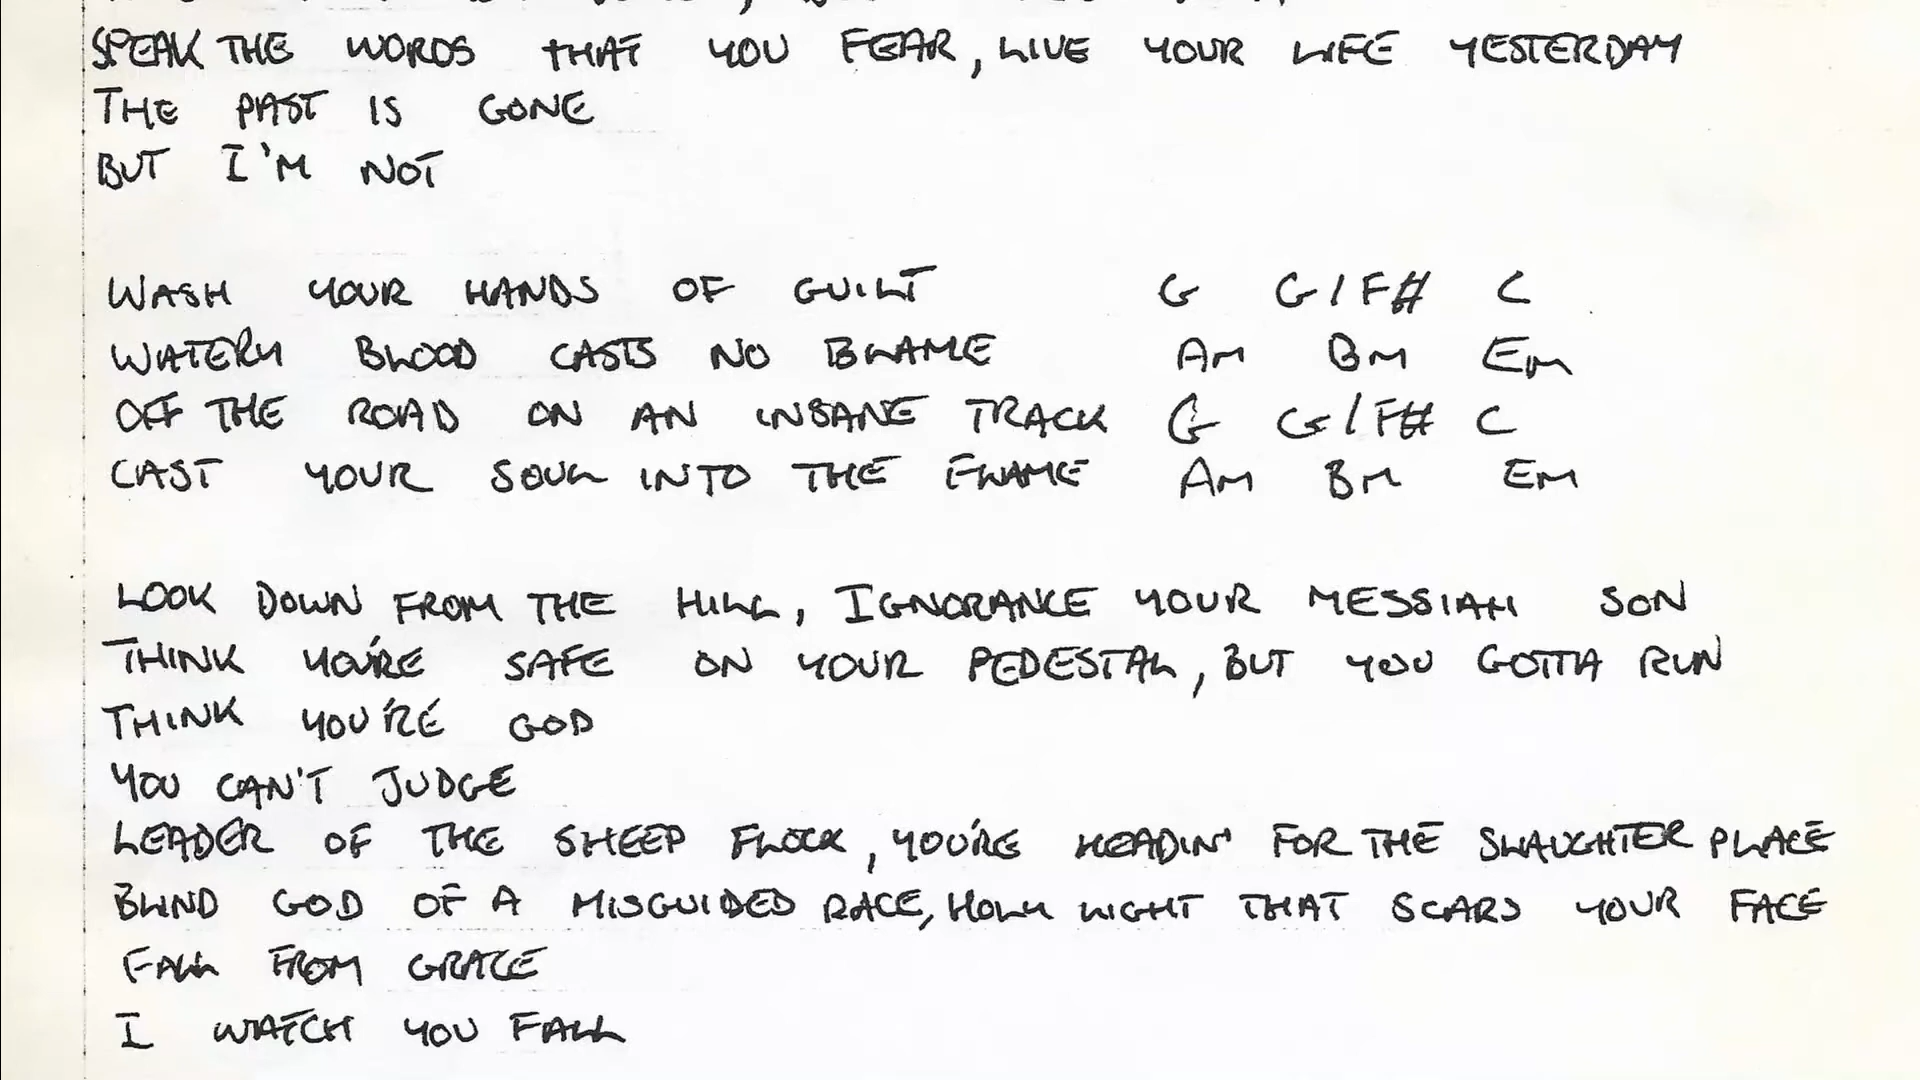 SPEAK THE WORDS THAT YOU FEAR, LIVE YOUR LIFE YESTERDAY
THE PAST IS GONE
BUT I'M NOT
WASH YOUR HANDS OF GUILT G G/F# C
WATERY BLOOD CASTS NO BLAME Am Bm Em
OFF THE ROAD ON AN INSANE TRACK G G/F# C
CAST YOUR SOUL INTO THE FLAME Am Bm Em
LOOK DOWN FROM THE HILL, IGNORANCE YOUR MESSIAH SON
THINK YOU'RE SAFE ON YOUR PEDESTAL, BUT YOU GOTTA RUN
THINK YOU'RE GOD
YOU CAN'T JUDGE
LEADER OF THE SHEEP FLOCK, YOU'RE HEADIN' FOR THE SLAUGHTER PLACE
BLIND GOD OF A MISGUIDED RACE, HOLY LIGHT THAT SCARS YOUR FACE
FALL FROM GRACE
I WATCH YOU FALL